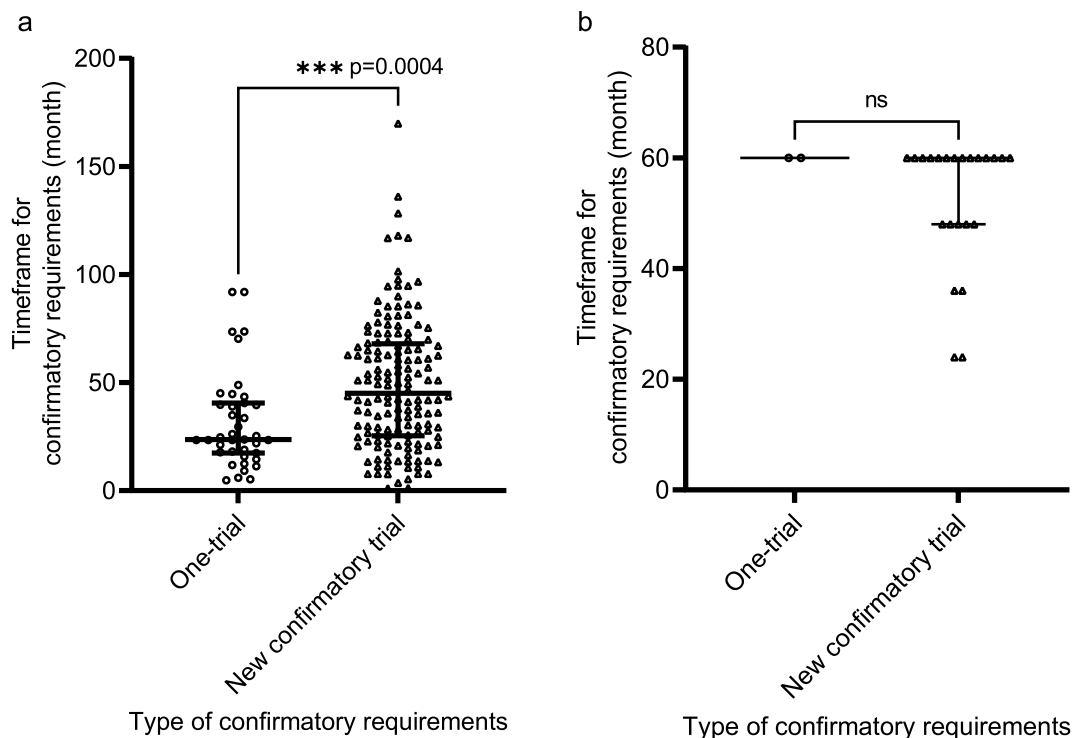 a
Timeframe for
confirmatory requirements (month)
200
150
100
50
0
*** p=0.0004
One-trial
New confirmatory trial
Type of confirmatory requirements
b
Timeframe for
confirmatory requirements (month)
80
60
40
20
0
ns
One-trial
New confirmatory trial
Type of confirmatory requirements